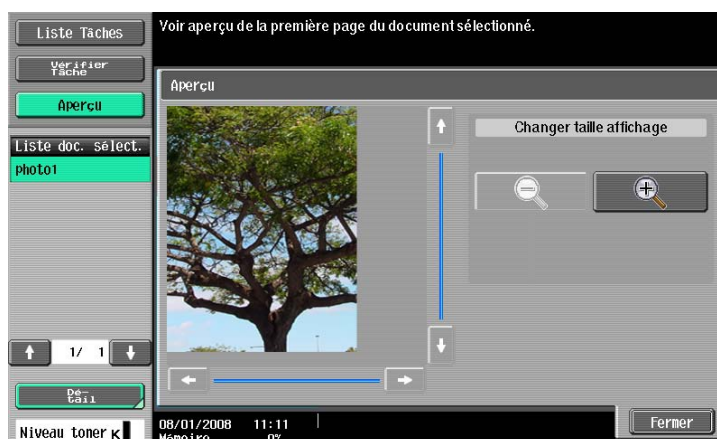 Liste Tâches
Voir aperçu de la première page du document sélectionné.
Vérifier
Tâche
Aperçu
Aperçu
Changer taille affichage
Liste doc. sélect.
photo1
1/ 1
Dé-
tail
Niveau toner K
08/01/2008 11:11
Mémoire 0%
Fermer